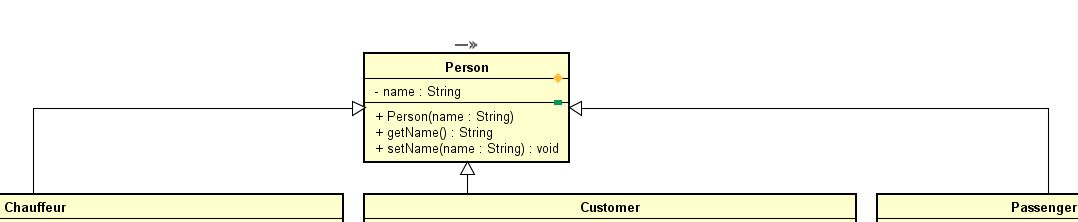 Person
- name : String
+ Person(name : String)
+ getName() : String
+ setName(name : String) : void
Chauffeur
Customer
Passenger